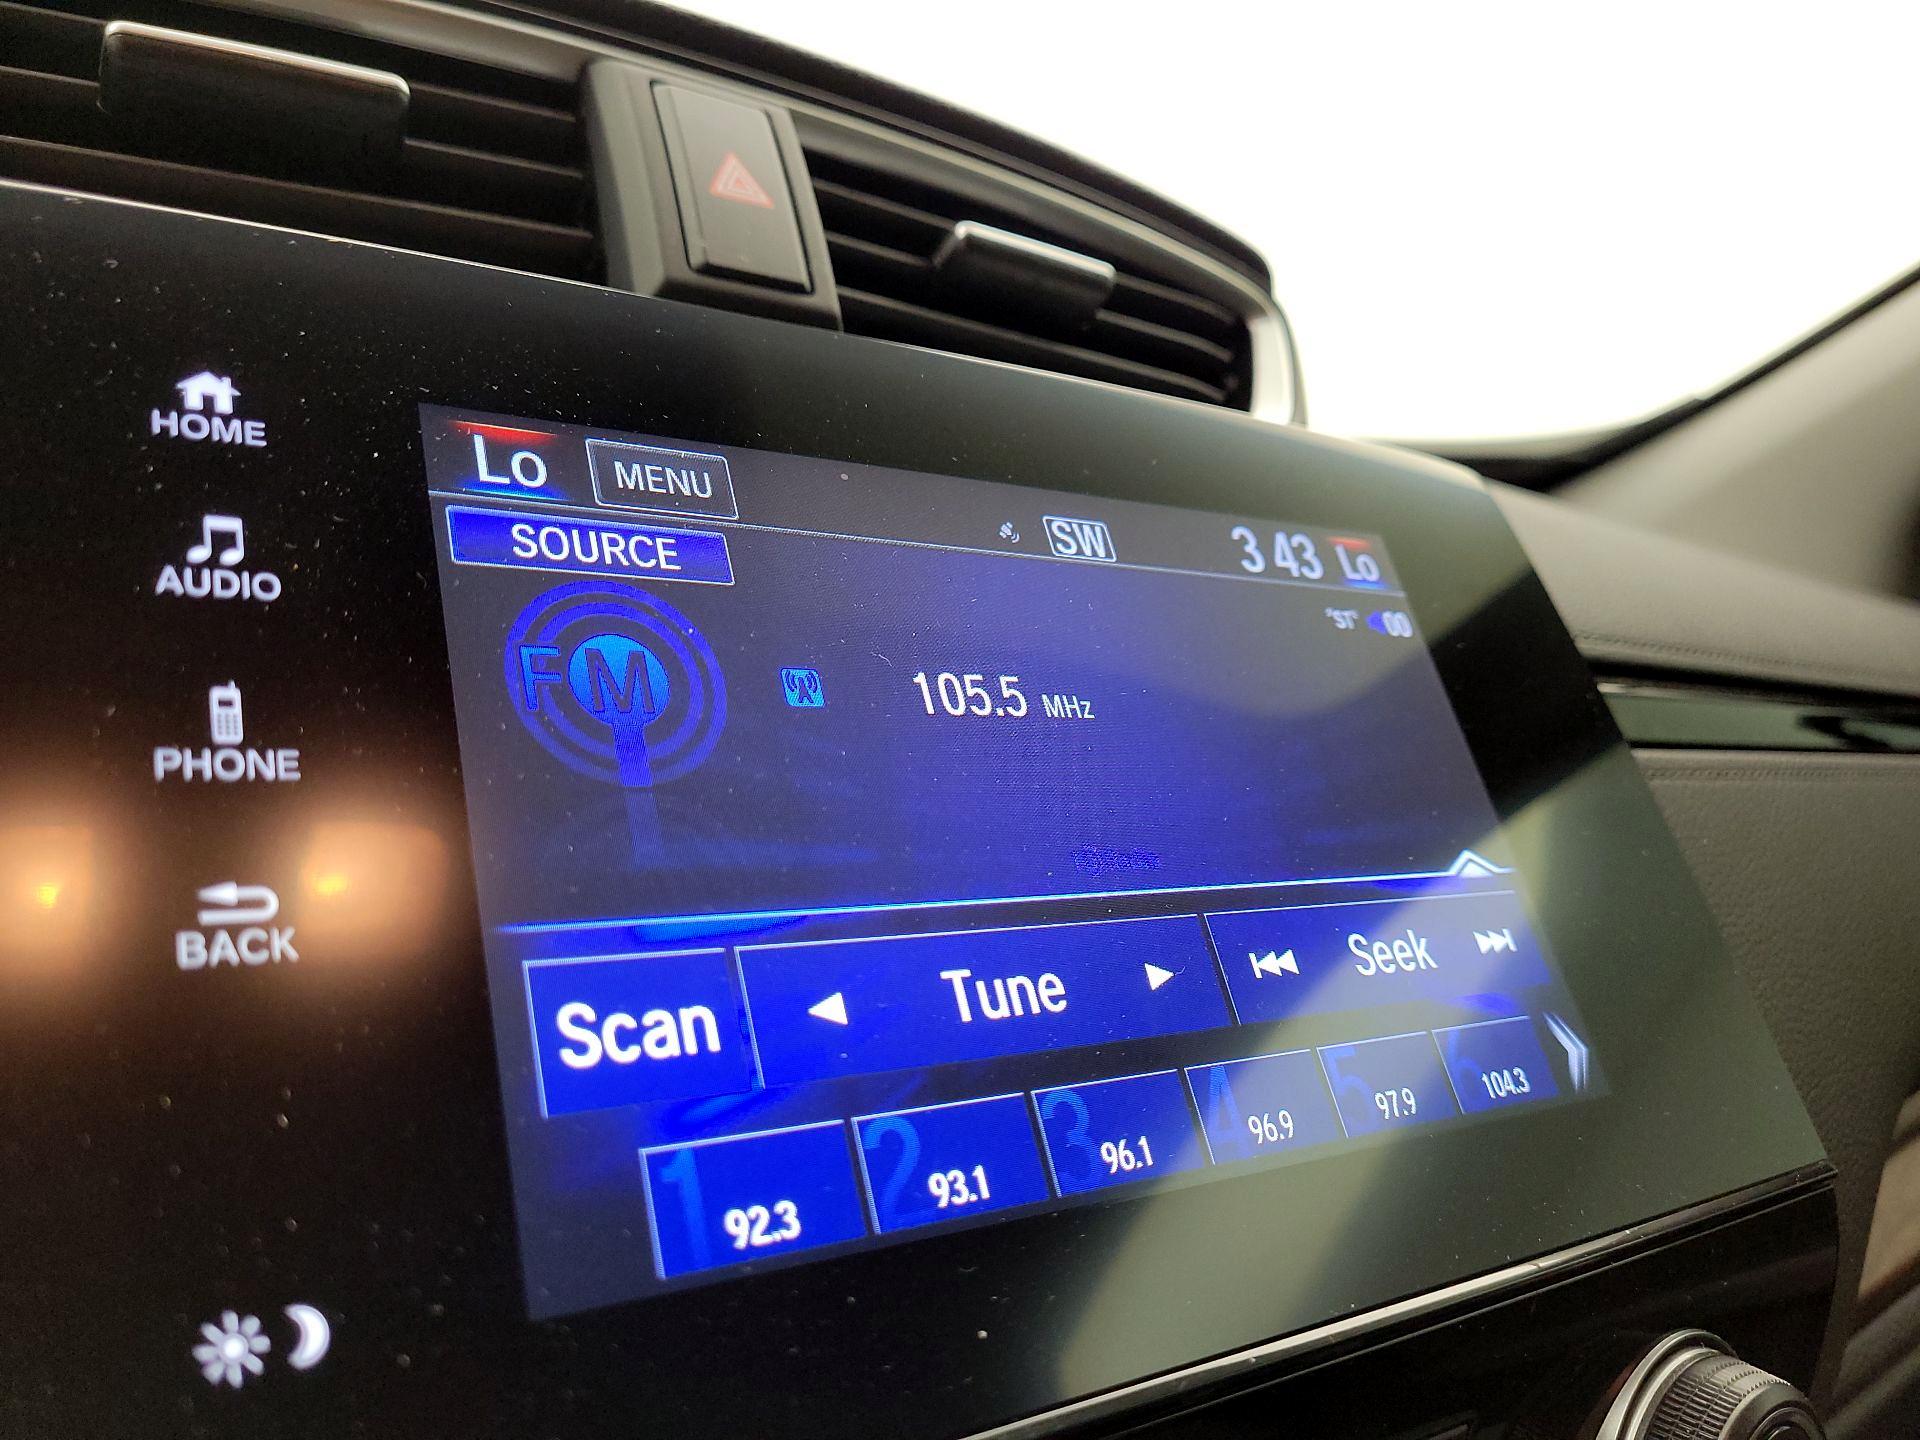 HOME
AUDIO
PHONE
BACK
Lo MENU SW 3 43 Lo
SOURCE
"ST" 00
FM 105.5 MHz
Scan Tune Seek
1 92.3
2 93.1
3 96.1
4 96.9
5 97.9
6 104.3